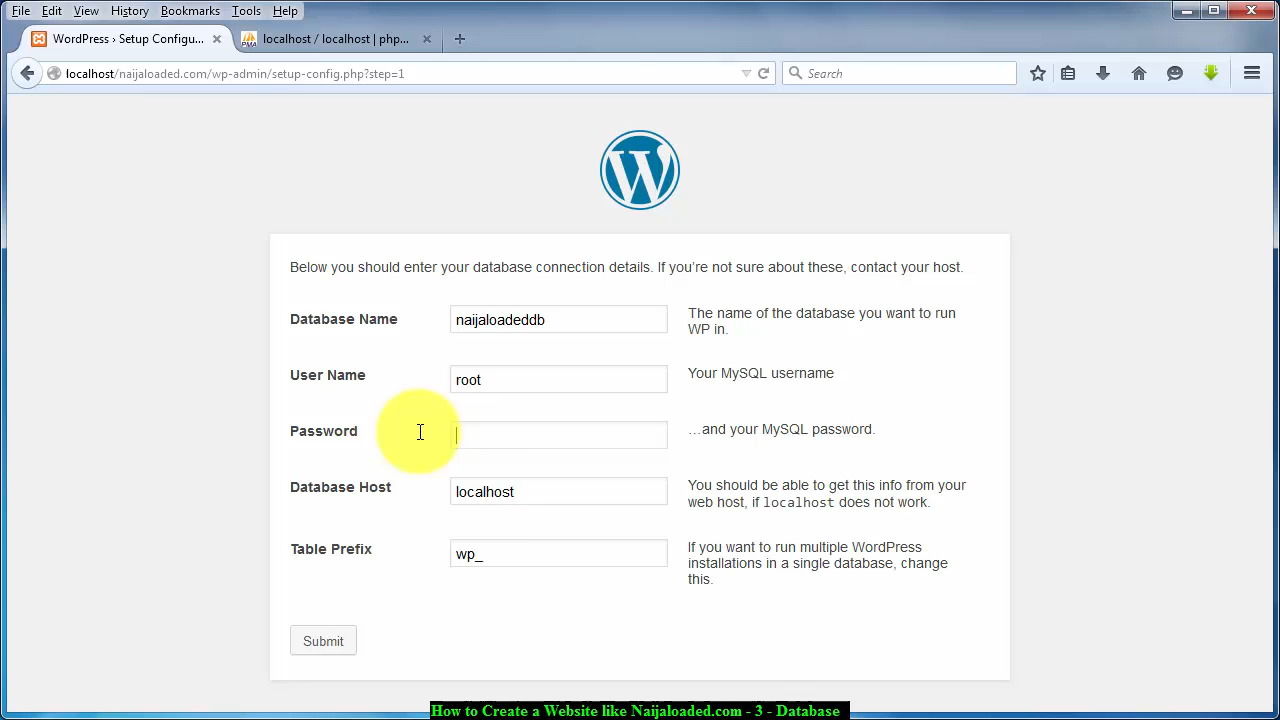 File Edit View History Bookmarks Tools Help
WordPress › Setup Configu... localhost / localhost | php...
localhost/naijaloaded.com/wp-admin/setup-config.php?step=1 Search
Below you should enter your database connection details. If you're not sure about these, contact your host.
Database Name naijaloadeddb The name of the database you want to run
WP in.
User Name root Your MySQL username
Password …and your MySQL password.
Database Host localhost You should be able to get this info from your
web host, if localhost does not work.
Table Prefix wp_ If you want to run multiple WordPress
installations in a single database, change
this.
Submit
How to Create a Website like Naijaloaded.com - 3 - Database